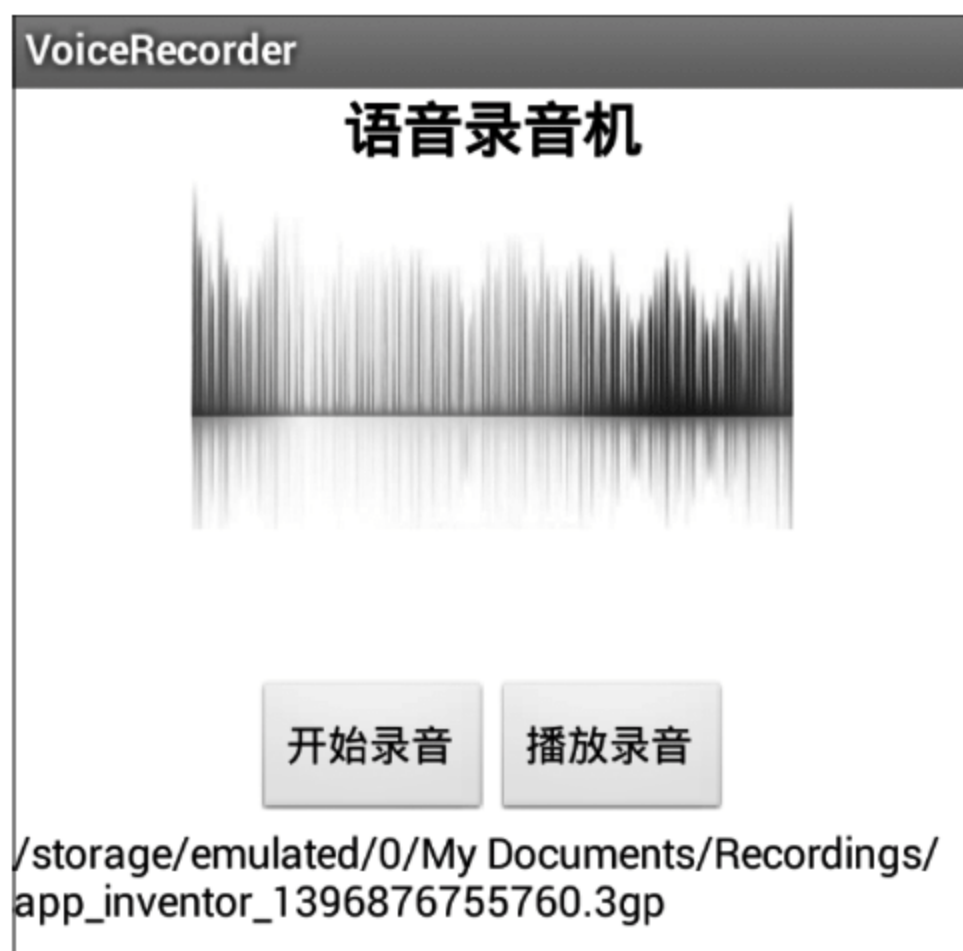 VoiceRecorder
语音录音机
开始录音 播放录音
/storage/emulated/0/My Documents/Recordings/
app_inventor_1396876755760.3gp